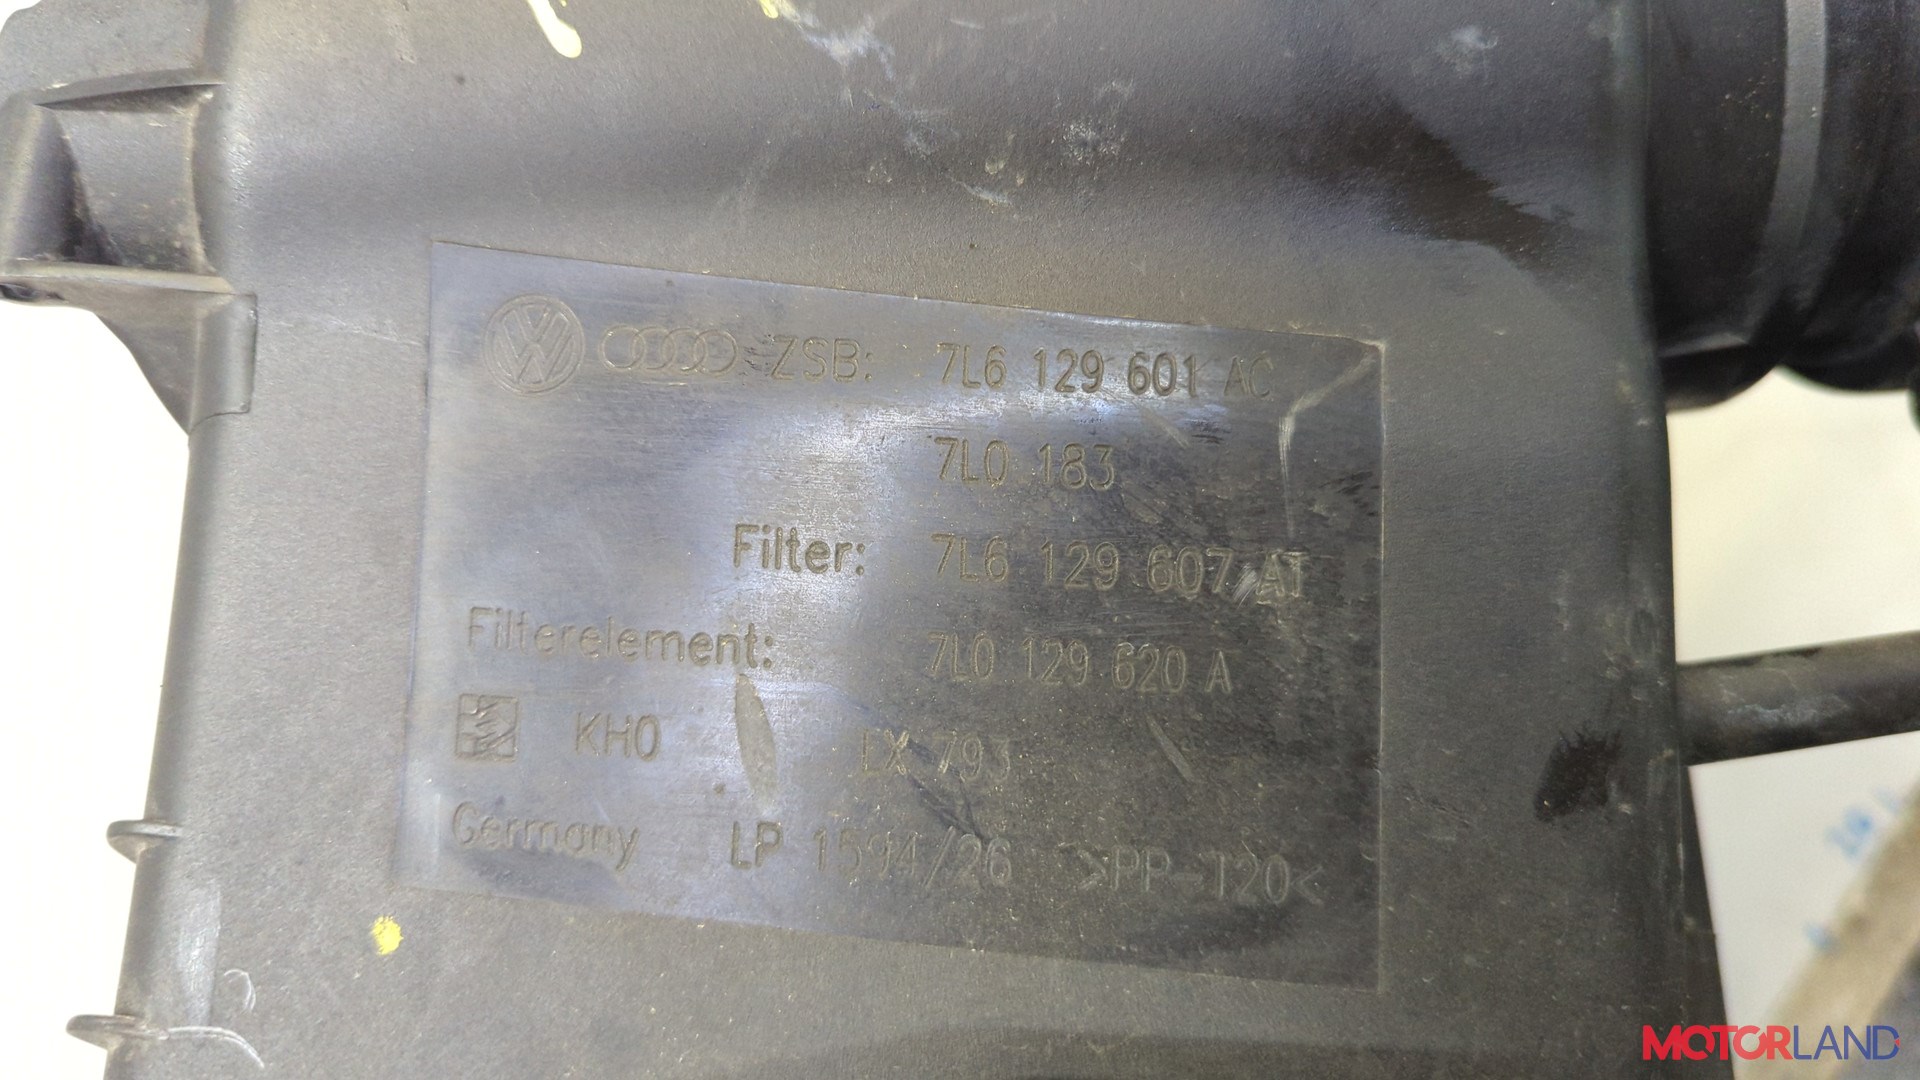 ZSB: 7L6 129 601 AC
7L0 183
Filter: 7L6 129 607 AT
Filterelement: 7L0 129 620 A
KH0 LX 793
Germany LP 1594/26 >PP-T20<
MOTORLAND